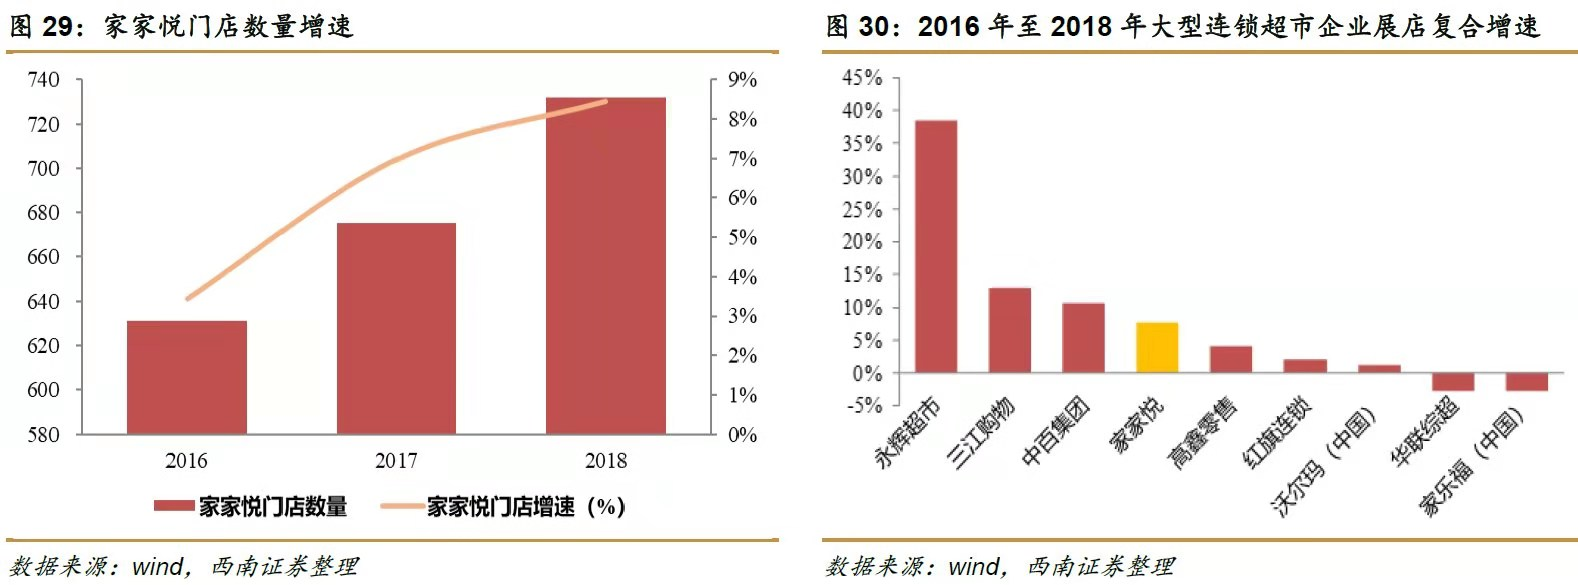 图 29：家家悦门店数量增速
740
720
700
680
660
640
620
600
580
9%
8%
7%
6%
5%
4%
3%
2%
1%
0%
2016
2017
2018
家家悦门店数量
家家悦门店增速（%）
数据来源：wind，西南证券整理
图 30：2016 年至 2018 年大型连锁超市企业展店复合增速
45%
40%
35%
30%
25%
20%
15%
10%
5%
0%
-5%
永辉超市
三江购物
中百集团
家家悦
高鑫零售
红旗连锁
沃尔玛（中国）
华联综超
家乐福（中国）
数据来源：wind，西南证券整理